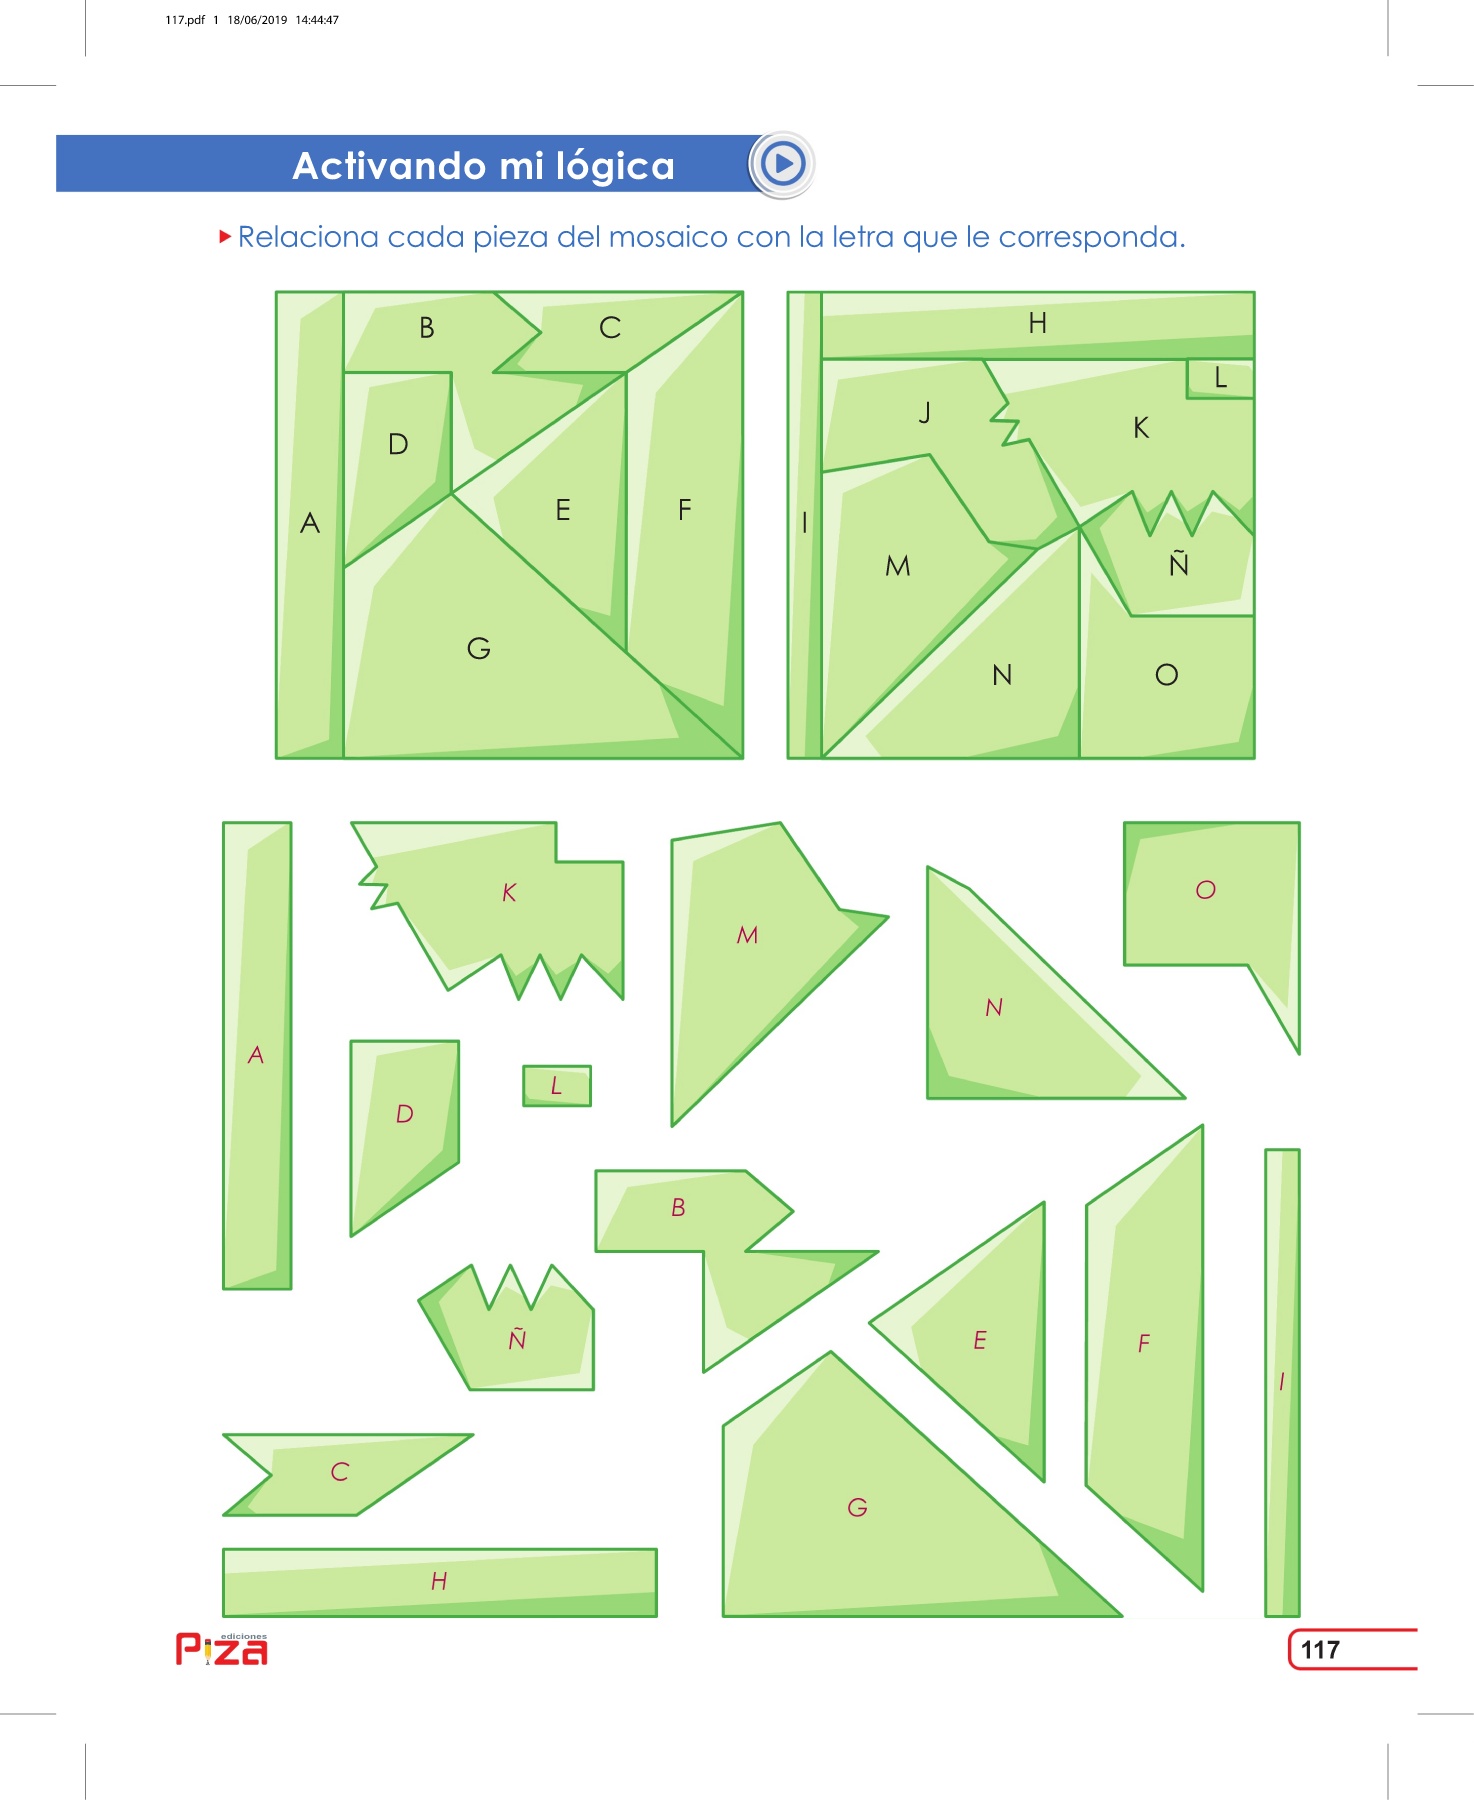 117.pdf 1 18/06/2019 14:44:47
Activando mi lógica
Relaciona cada pieza del mosaico con la letra que le corresponda.
B
C
D
A
E
F
G
H
L
J
K
I
M
Ñ
N
O
K
M
O
N
A
L
D
B
Ñ
E
F
I
C
G
H
ediciones
Piza
117